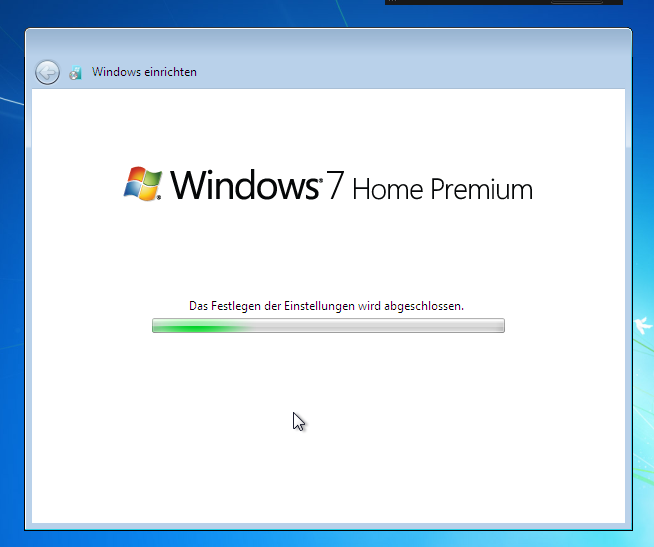 Windows einrichten
Windows® 7 Home Premium
Das Festlegen der Einstellungen wird abgeschlossen.